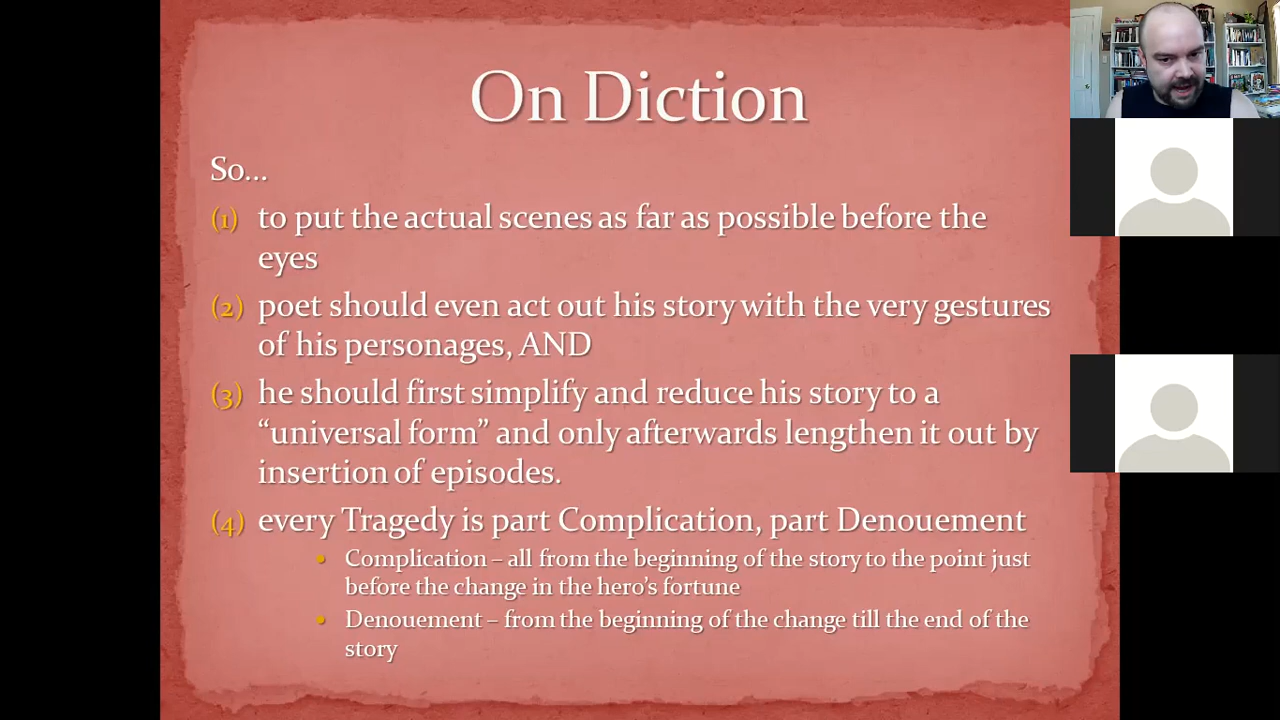 On Diction
So…
(1) to put the actual scenes as far as possible before the
eyes
(2) poet should even act out his story with the very gestures
of his personages, AND
(3) he should first simplify and reduce his story to a
“universal form” and only afterwards lengthen it out by
insertion of episodes.
(4) every Tragedy is part Complication, part Denouement
• Complication – all from the beginning of the story to the point just
before the change in the hero’s fortune
• Denouement – from the beginning of the change till the end of the
story